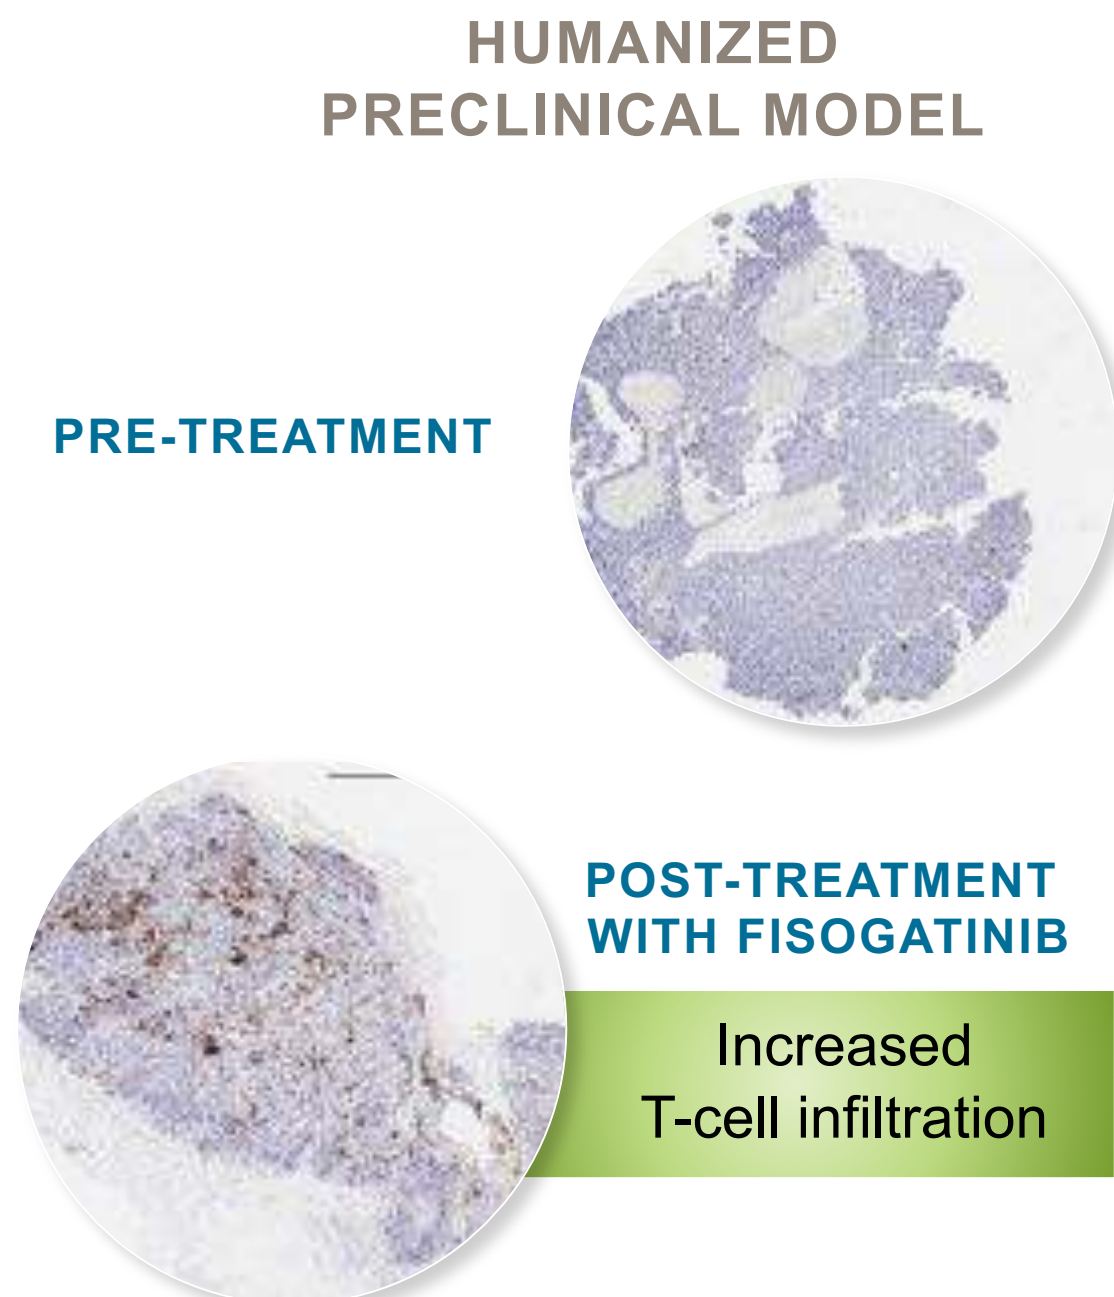 HUMANIZED
PRECLINICAL MODEL
PRE-TREATMENT
POST-TREATMENT
WITH FISOGATINIB
Increased
T-cell infiltration